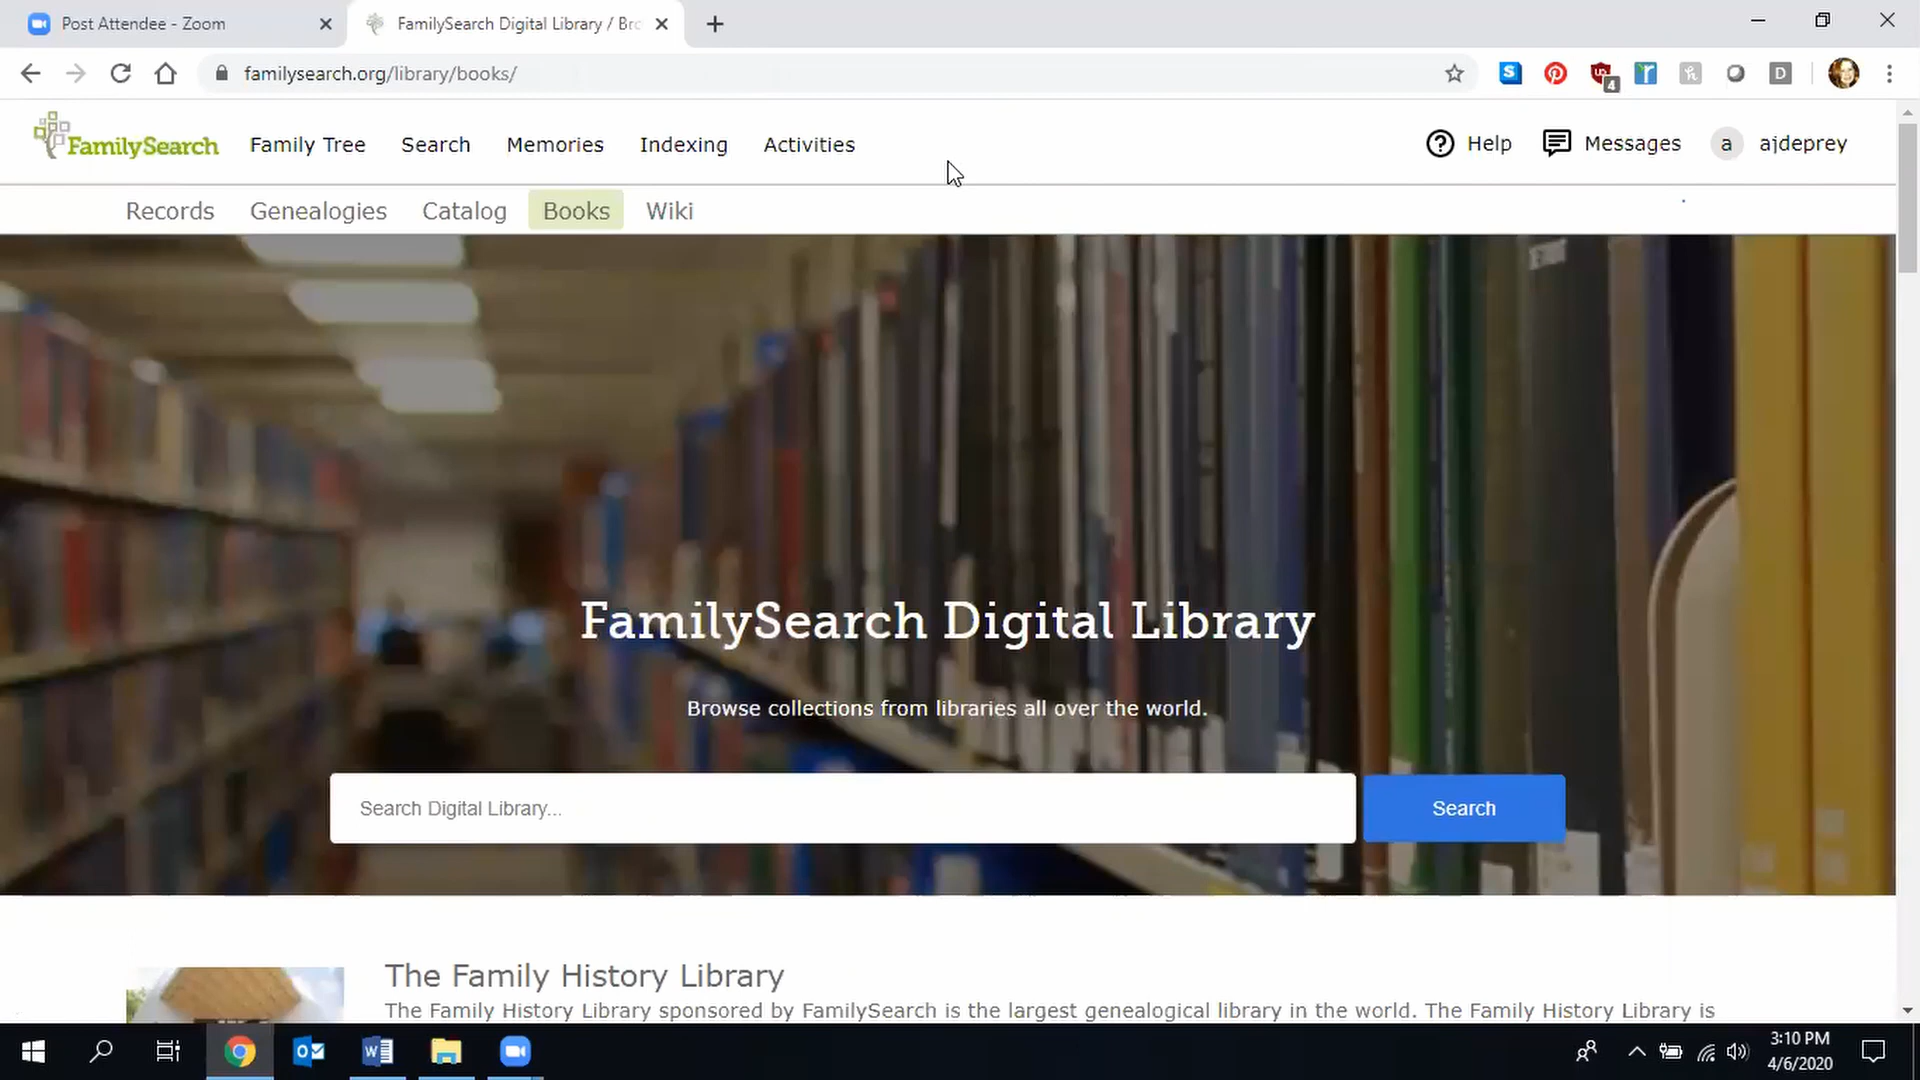 Post Attendee - Zoom
FamilySearch Digital Library / Bro
familysearch.org/library/books/
4
D
FamilySearch
Family Tree
Search
Memories
Indexing
Activities
Help
Messages
a
ajdeprey
Records
Genealogies
Catalog
Books
Wiki
FamilySearch Digital Library
Browse collections from libraries all over the world.
Search Digital Library...
Search
The Family History Library
The Family History Library sponsored by FamilySearch is the largest genealogical library in the world. The Family History Library is
3:10 PM
4/6/2020